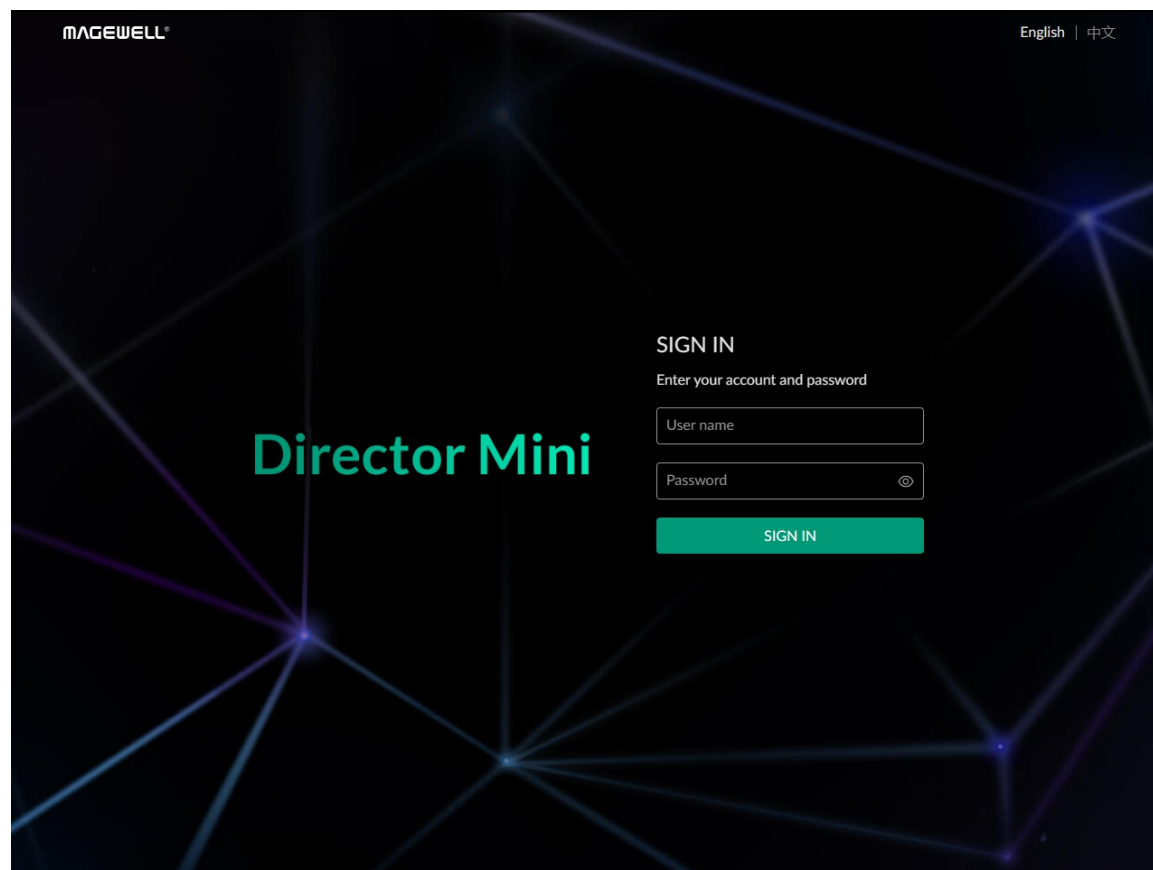 MAGEWELL®
English | 中文
SIGN IN
Enter your account and password
User name
Director Mini
Password
SIGN IN